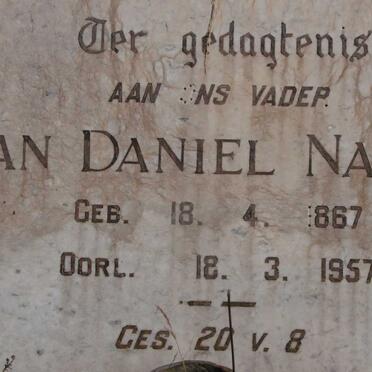 Ter gedagtenis
AAN ONS VADER
AN DANIEL NA
GEB. 18. 4. 1867
OORL. 18. 3. 1957
GES. 20 v. 8